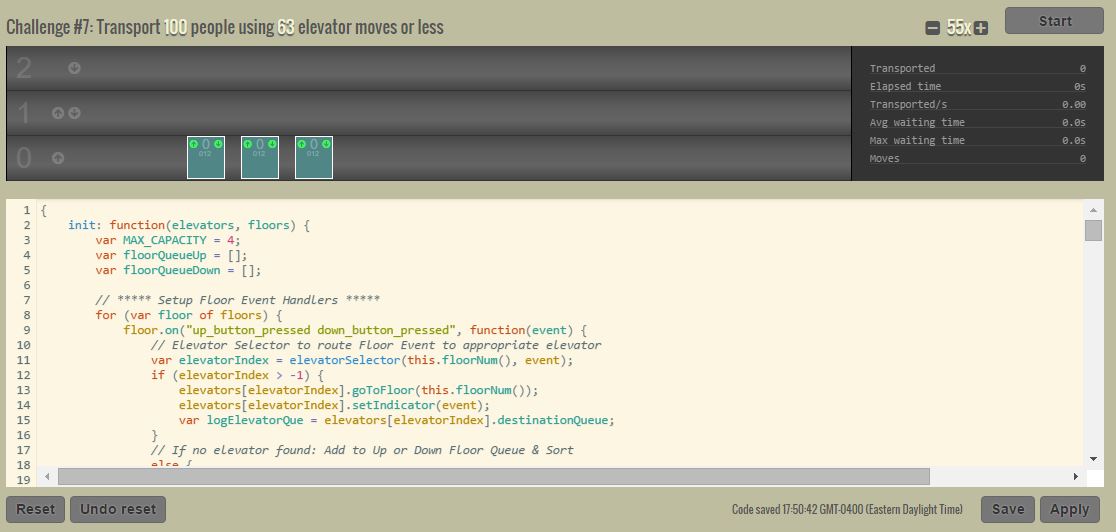 Challenge #7: Transport 100 people using 63 elevator moves or less
55x
Start
2
1
0
0 0 0
012 012 012
Transported 0
Elapsed time 0s
Transported/s 0.00
Avg waiting time 0.0s
Max waiting time 0.0s
Moves 0
1 {
2 init: function(elevators, floors) {
3 var MAX_CAPACITY = 4;
4 var floorQueueUp = [];
5 var floorQueueDown = [];
6
7 // ***** Setup Floor Event Handlers *****
8 for (var floor of floors) {
9 floor.on("up_button_pressed down_button_pressed", function(event) {
10 // Elevator Selector to route Floor Event to appropriate elevator
11 var elevatorIndex = elevatorSelector(this.floorNum(), event);
12 if (elevatorIndex > -1) {
13 elevators[elevatorIndex].goToFloor(this.floorNum());
14 elevators[elevatorIndex].setIndicator(event);
15 var logElevatorQue = elevators[elevatorIndex].destinationQueue;
16 }
17 // If no elevator found: Add to Up or Down Floor Queue & Sort
18 else {
19
Reset Undo reset Code saved 17:50:42 GMT-0400 (Eastern Daylight Time) Save Apply